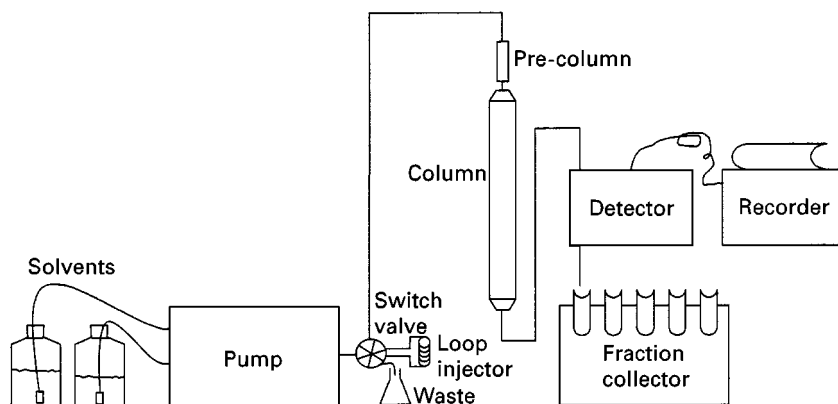 Pre-column
Column
Detector
Recorder
Solvents
Switch
valve
Pump
Loop
injector
Waste
Fraction
collector